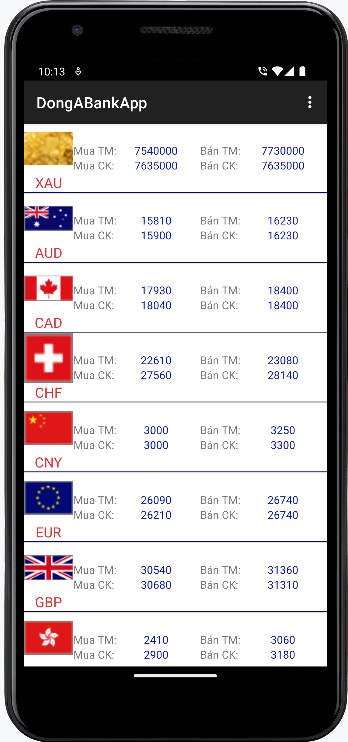 10:13
DongABankApp
Mua TM: 7540000 Bán TM: 7730000
Mua CK: 7635000 Bán CK: 7635000
XAU
Mua TM: 15810 Bán TM: 16230
Mua CK: 15900 Bán CK: 16230
AUD
Mua TM: 17930 Bán TM: 18400
Mua CK: 18040 Bán CK: 18400
CAD
Mua TM: 22610 Bán TM: 23080
Mua CK: 27560 Bán CK: 28140
CHF
Mua TM: 3000 Bán TM: 3250
Mua CK: 3000 Bán CK: 3300
CNY
Mua TM: 26090 Bán TM: 26740
Mua CK: 26210 Bán CK: 26740
EUR
Mua TM: 30540 Bán TM: 31360
Mua CK: 30680 Bán CK: 31310
GBP
Mua TM: 2410 Bán TM: 3060
Mua CK: 2900 Bán CK: 3180